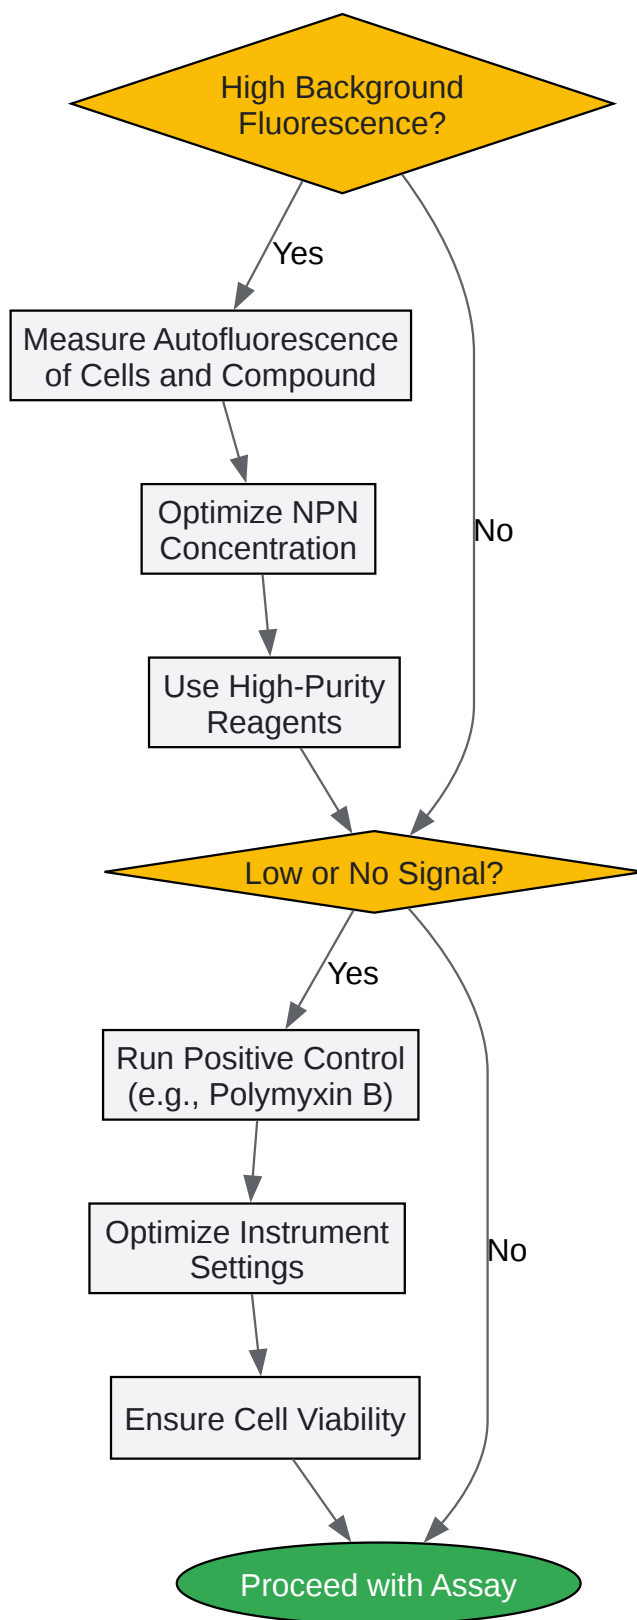 High Background
Fluorescence?
Yes
Measure Autofluorescence
of Cells and Compound
Optimize NPN
Concentration
No
Use High-Purity
Reagents
Low or No Signal?
Yes
Run Positive Control
(e.g., Polymyxin B)
Optimize Instrument
Settings
No
Ensure Cell Viability
Proceed with Assay